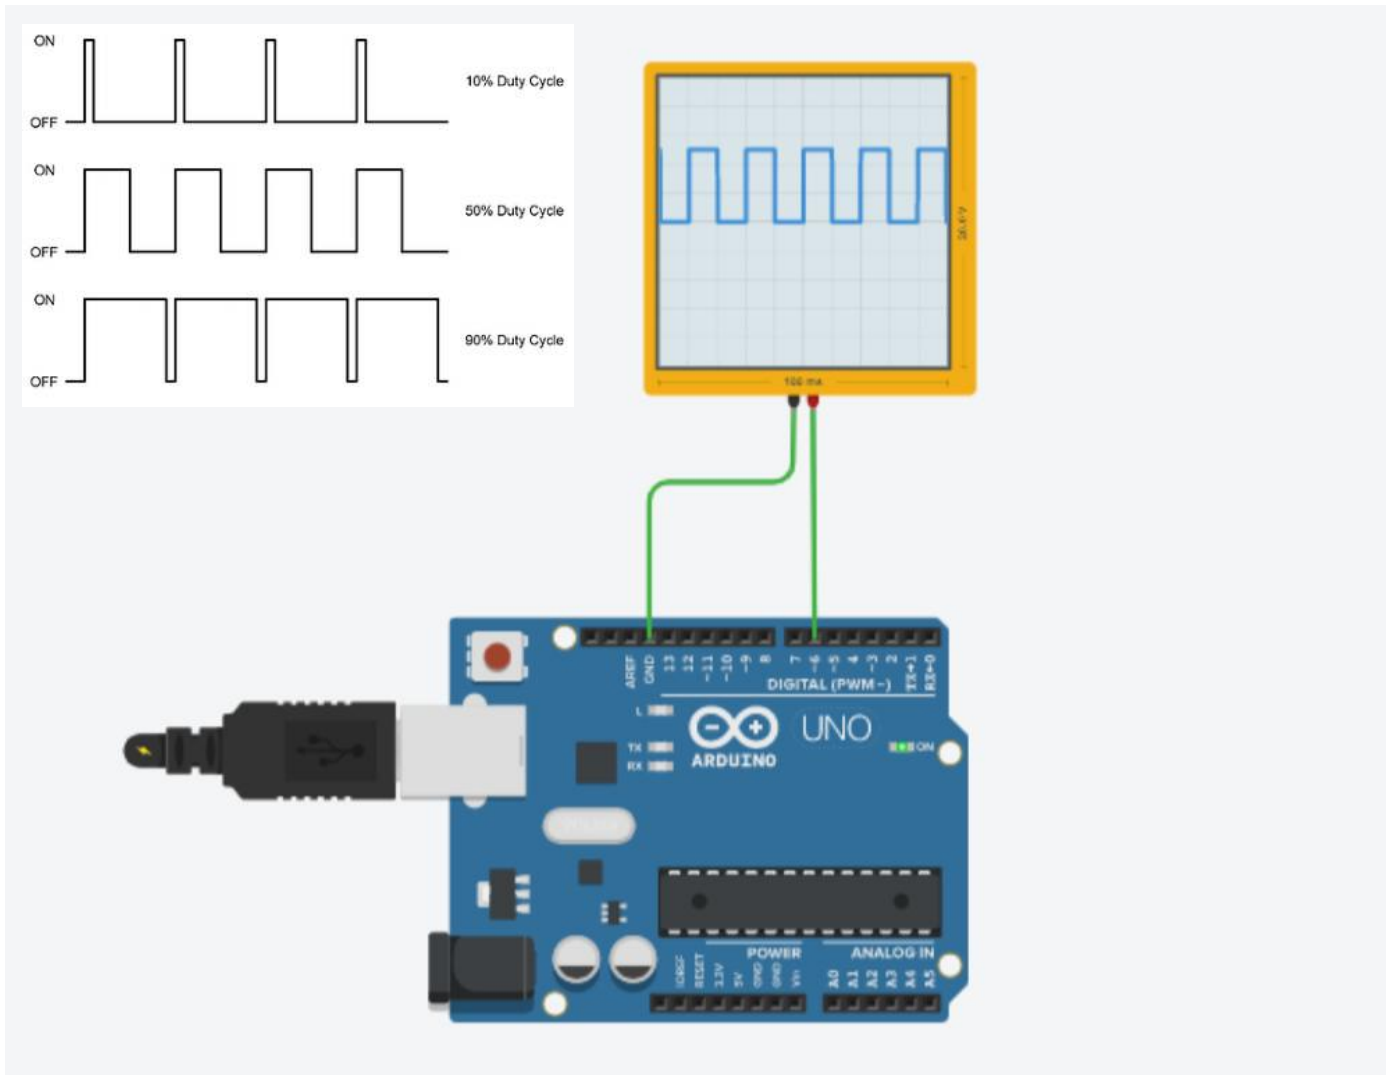 ON
10% Duty Cycle
OFF
ON
50% Duty Cycle
OFF
ON
90% Duty Cycle
OFF
100 ms
AREF
GND
13
12
~11
~10
~9
8
7
~6
~5
4
~3
2
TX→1
RX←0
DIGITAL (PWM~)
L
TX
RX
ARDUINO
UNO
ON
POWER
ANALOG IN
IOREF
RESET
3.3V
5V
GND
GND
Vin
A0
A1
A2
A3
A4
A5